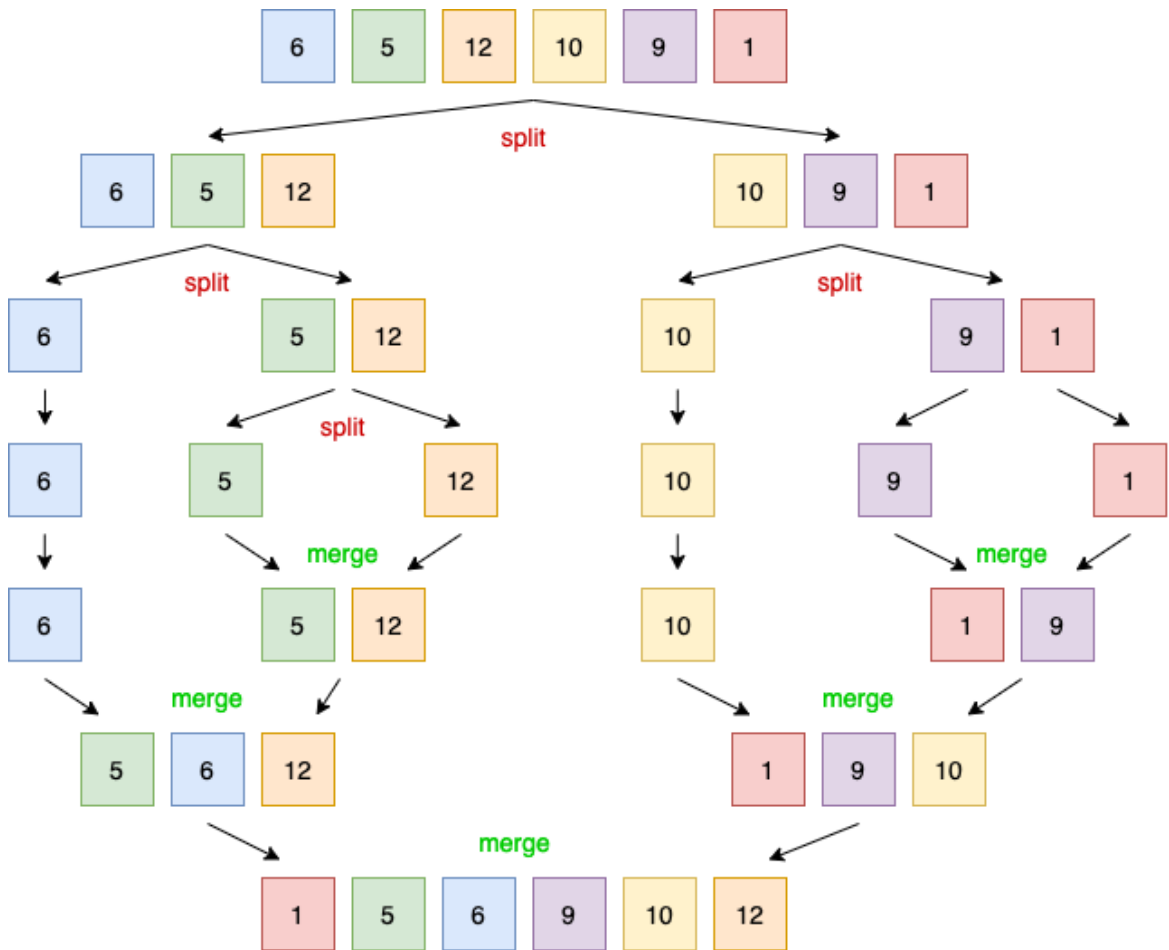 6 5 12 10 9 1
split
6 5 12 10 9 1
split split
6 5 12 10 9 1
split
6 5 12 10 9 1
merge merge
6 5 12 10 1 9
merge merge
5 6 12 1 9 10
merge
1 5 6 9 10 12